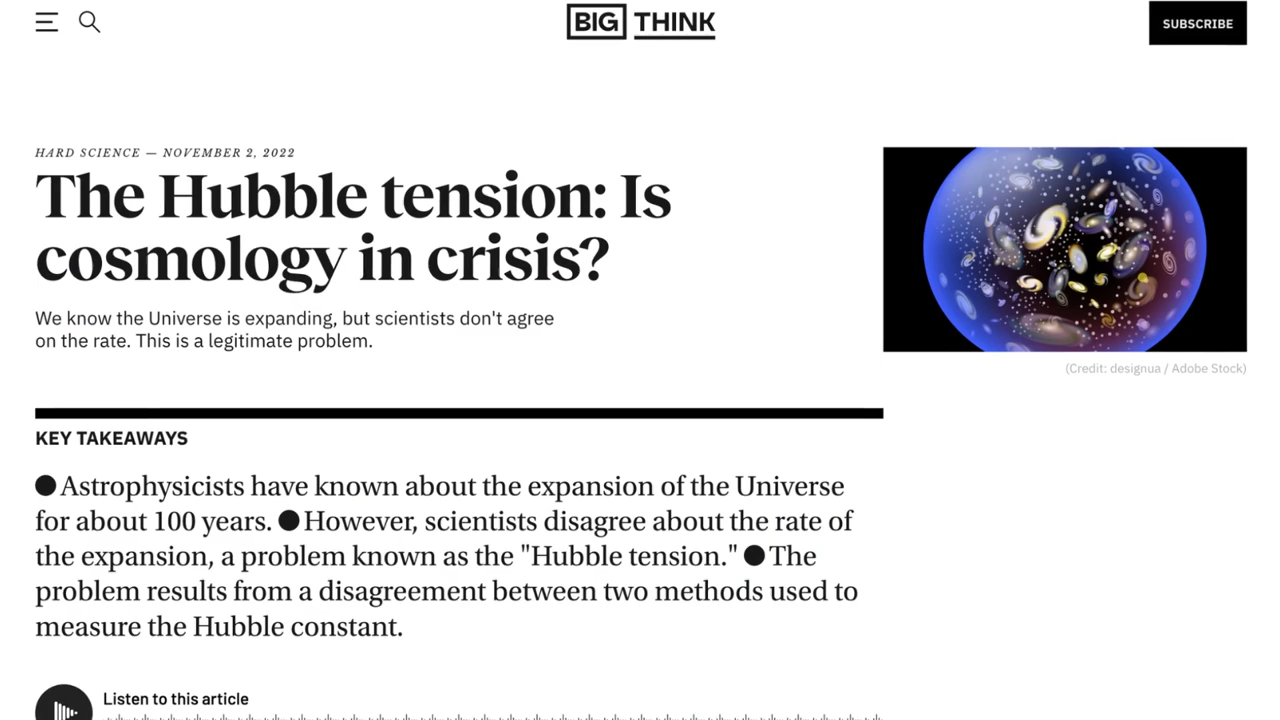 BIG THINK
SUBSCRIBE
HARD SCIENCE — NOVEMBER 2, 2022
The Hubble tension: Is
cosmology in crisis?
We know the Universe is expanding, but scientists don't agree
on the rate. This is a legitimate problem.
(Credit: designua / Adobe Stock)
KEY TAKEAWAYS
● Astrophysicists have known about the expansion of the Universe
for about 100 years. ● However, scientists disagree about the rate of
the expansion, a problem known as the "Hubble tension." ● The
problem results from a disagreement between two methods used to
measure the Hubble constant.
Listen to this article